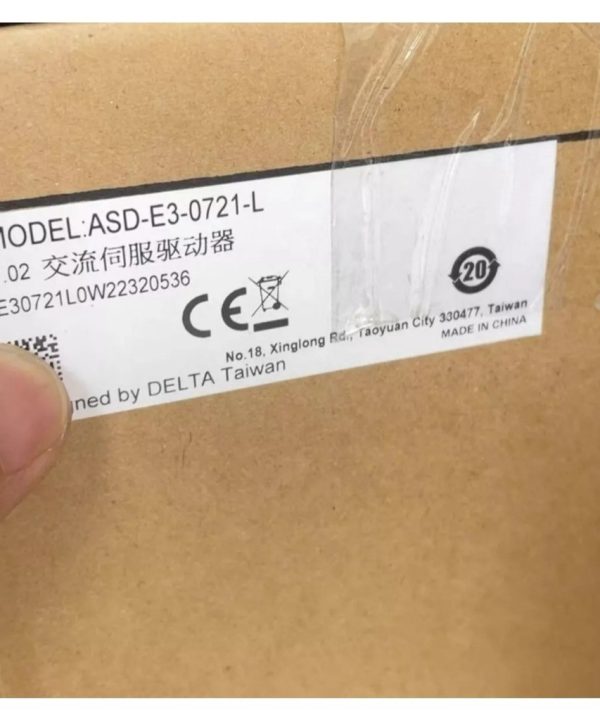 MODEL:ASD-E3-0721-L
.02 交流伺服驱动器
E30721L0W22320536
CE
20
No.18, Xinglong Rd., Taoyuan City 330477, Taiwan
MADE IN CHINA
ned by DELTA Taiwan